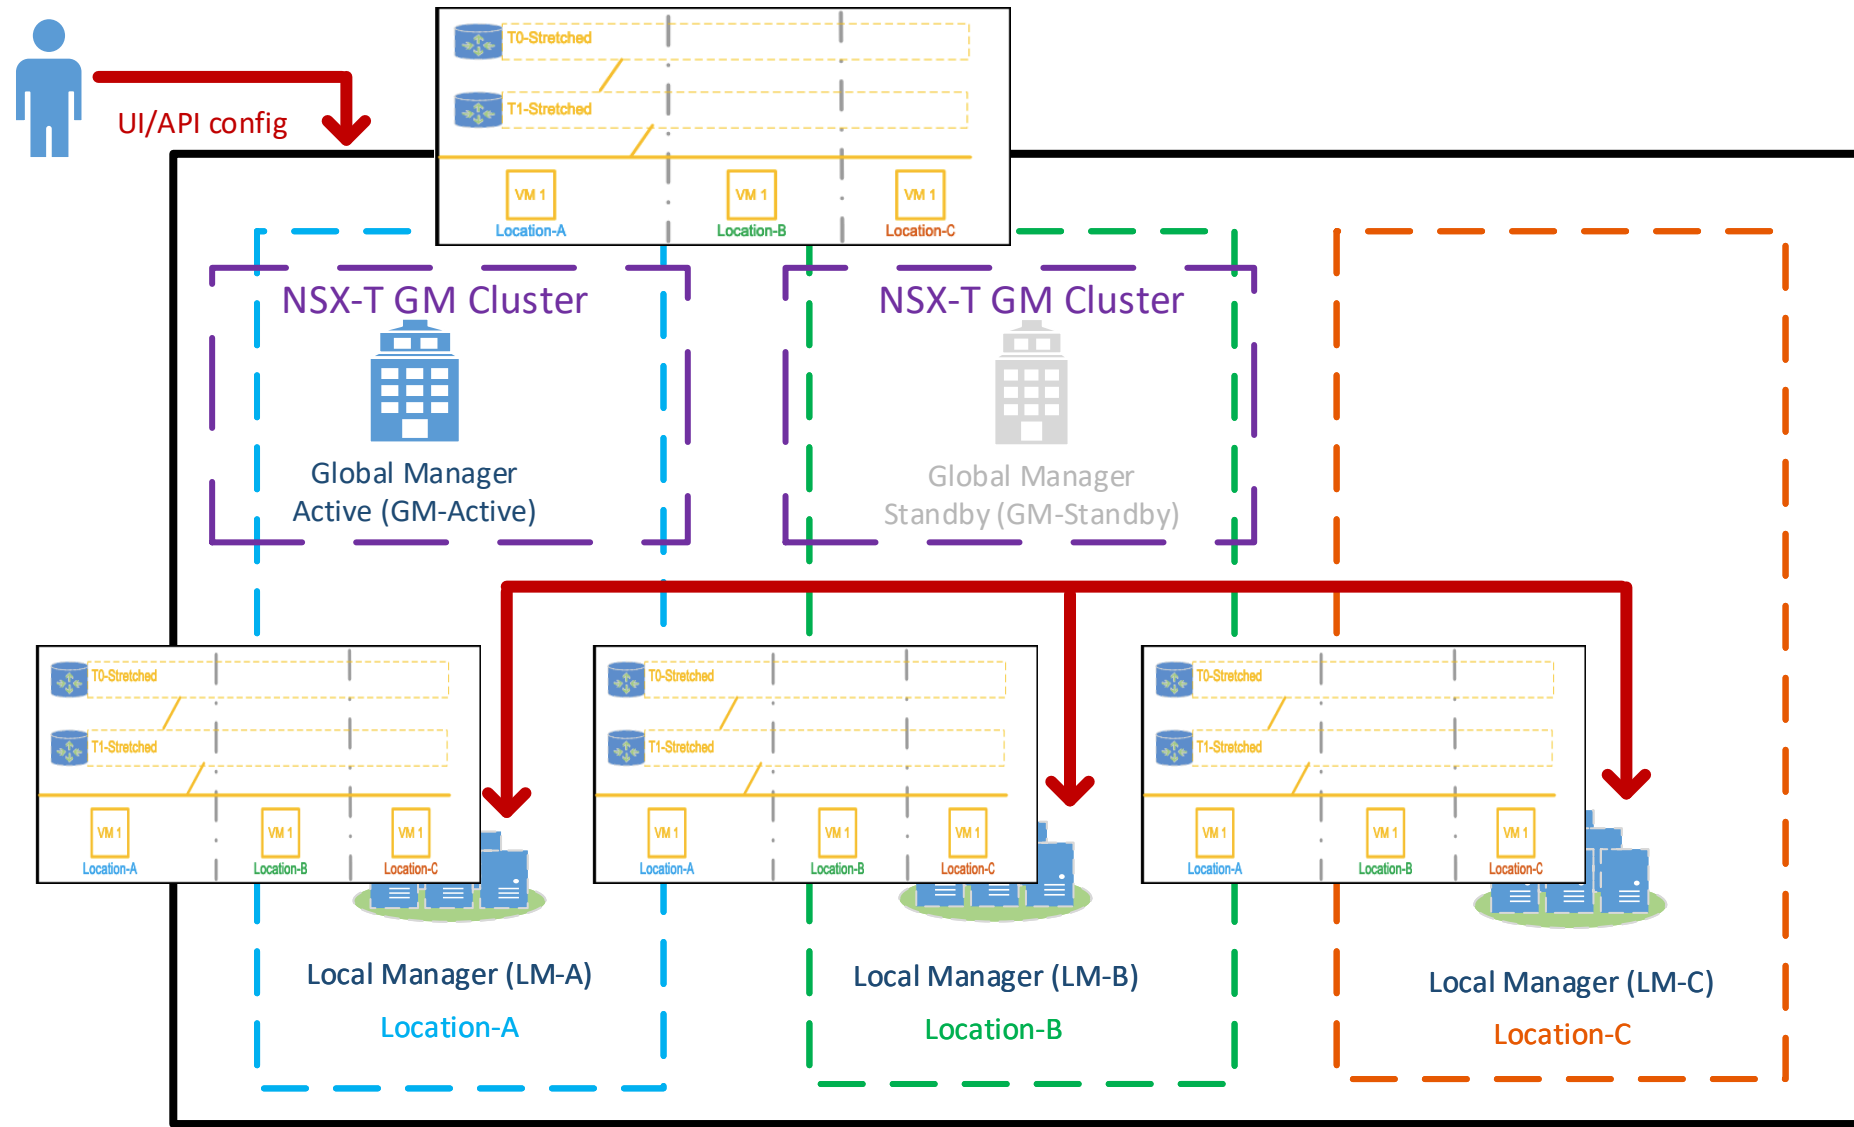 UI/API config
T0-Stretched
T1-Stretched
VM 1
VM 1
VM 1
Location-A
Location-B
Location-C
NSX-T GM Cluster
Global Manager
Active (GM-Active)
NSX-T GM Cluster
Global Manager
Standby (GM-Standby)
T0-Stretched
T1-Stretched
VM 1
VM 1
VM 1
Location-A
Location-B
Location-C
T0-Stretched
T1-Stretched
VM 1
VM 1
VM 1
Location-A
Location-B
Location-C
T0-Stretched
T1-Stretched
VM 1
VM 1
VM 1
Location-A
Location-B
Location-C
Local Manager (LM-A)
Location-A
Local Manager (LM-B)
Location-B
Local Manager (LM-C)
Location-C